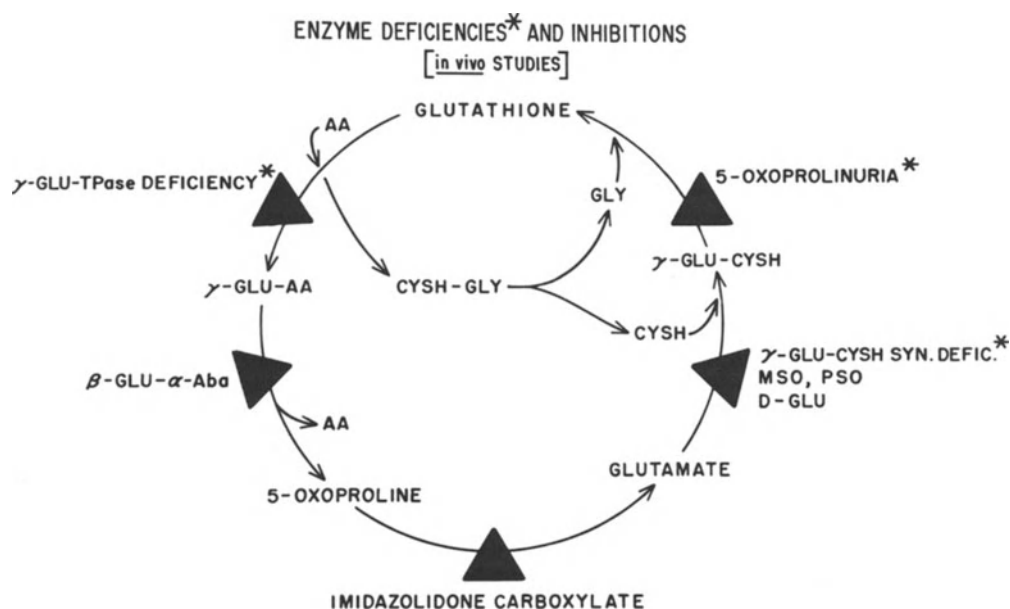 ENZYME DEFICIENCIES* AND INHIBITIONS
[in vivo STUDIES]
GLUTATHIONE
AA
γ-GLU-TPase DEFICIENCY*
5-OXOPROLINURIA*
GLY
γ-GLU-CYSH
γ-GLU-AA
CYSH-GLY
CYSH
γ-GLU-CYSH SYN. DEFIC.*
MSO, PSO
D-GLU
β-GLU-α-Aba
AA
GLUTAMATE
5-OXOPROLINE
IMIDAZOLIDONE CARBOXYLATE